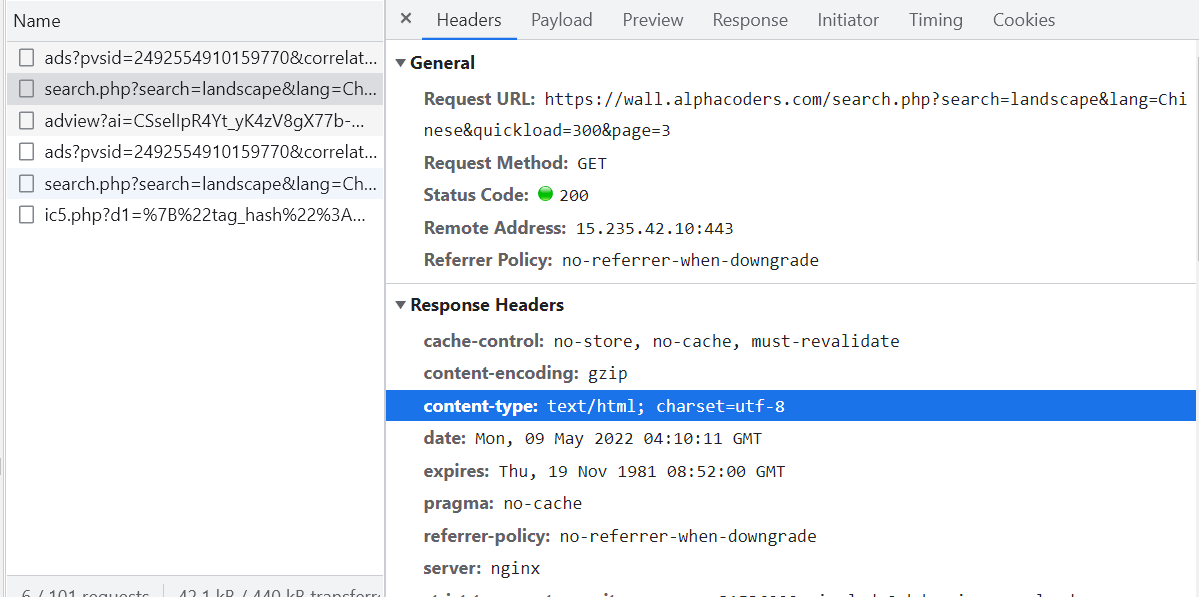 Name
ads?pvsid=2492554910159770&correlat...
search.php?search=landscape&lang=Ch...
adview?ai=CSselIpR4Yt_yK4zV8gX77b-...
ads?pvsid=2492554910159770&correlat...
search.php?search=landscape&lang=Ch...
ic5.php?d1=%7B%22tag_hash%22%3A...
6 / 101 requests
42.1 kB / 440 kB transferre
× Headers Payload Preview Response Initiator Timing Cookies
▼ General
Request URL: https://wall.alphacoders.com/search.php?search=landscape&lang=Chi
nese&quickload=300&page=3
Request Method: GET
Status Code: 200
Remote Address: 15.235.42.10:443
Referrer Policy: no-referrer-when-downgrade
▼ Response Headers
cache-control: no-store, no-cache, must-revalidate
content-encoding: gzip
content-type: text/html; charset=utf-8
date: Mon, 09 May 2022 04:10:11 GMT
expires: Thu, 19 Nov 1981 08:52:00 GMT
pragma: no-cache
referrer-policy: no-referrer-when-downgrade
server: nginx